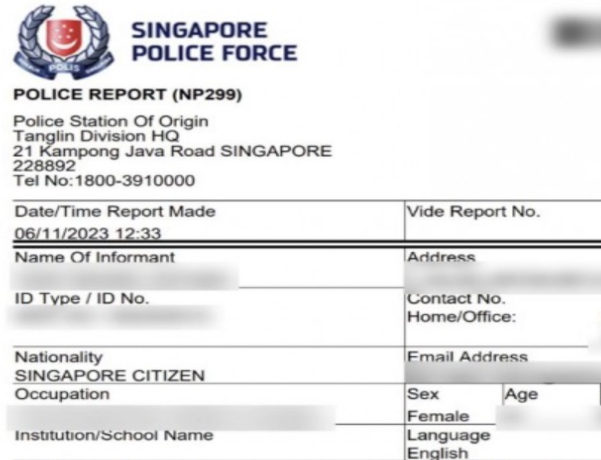 POLIS
SINGAPORE
POLICE FORCE
POLICE REPORT (NP299)
Police Station Of Origin
Tanglin Division HQ
21 Kampong Java Road SINGAPORE
228892
Tel No:1800-3910000
Date/Time Report Made
Vide Report No.
06/11/2023 12:33
Name Of Informant
Address
ID Type / ID No.
Contact No.
Home/Office:
Nationality
Email Address
SINGAPORE CITIZEN
Occupation
Sex
Age
Female
Institution/School Name
Language
English